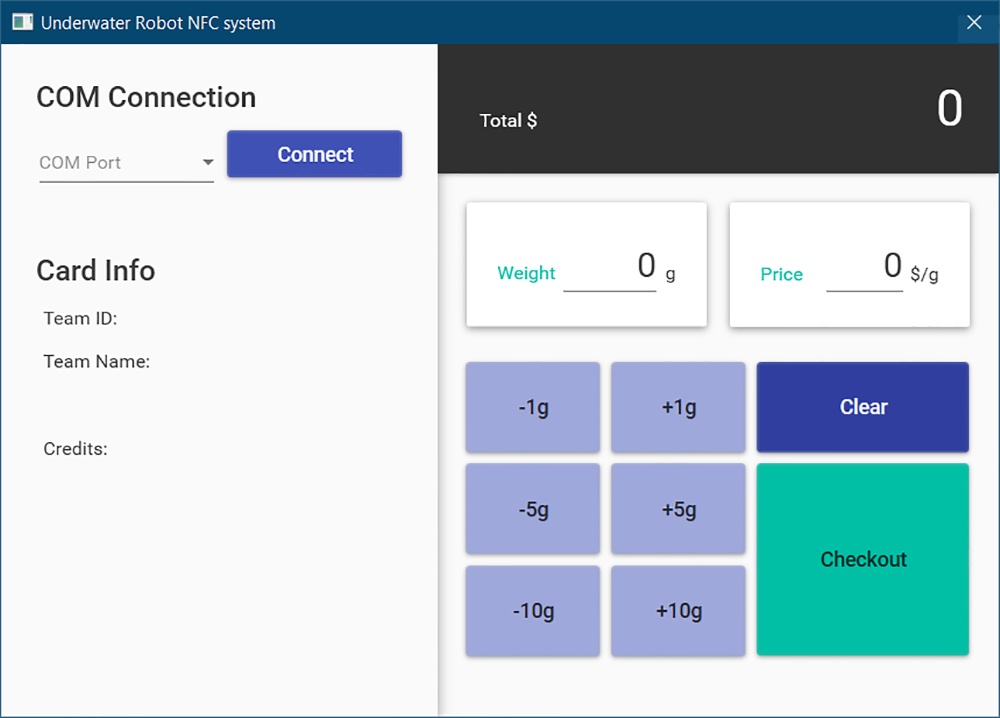 Underwater Robot NFC system
COM Connection
COM Port
Connect
Card Info
Team ID:
Team Name:
Credits:
Total $
0
Weight 0 g
Price 0 $/g
-1g +1g Clear
-5g +5g
Checkout
-10g +10g